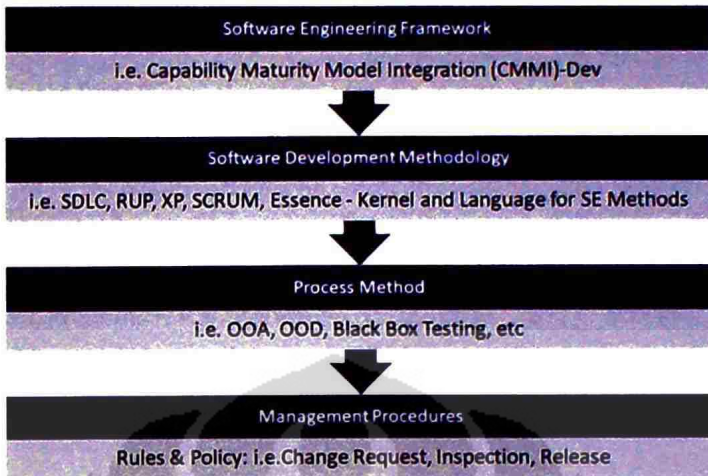 Software Engineering Framework
i.e. Capability Maturity Model Integration (CMMI)-Dev
Software Development Methodology
i.e. SDLC, RUP, XP, SCRUM, Essence - Kernel and Language for SE Methods
Process Method
i.e. OOA, OOD, Black Box Testing, etc
Management Procedures
Rules & Policy: i.e.Change Request, Inspection, Release